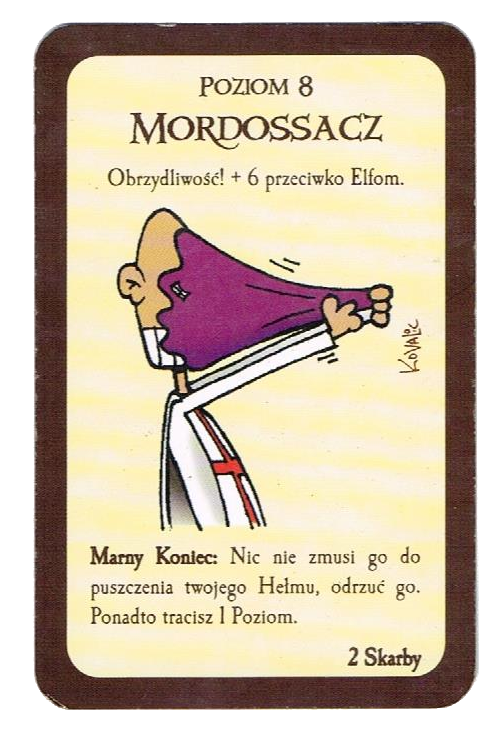 Poziom 8
Mordossacz
Obrzydliwość! + 6 przeciwko Elfom.
Kovalic
Marny Koniec: Nic nie zmusi go do
puszczenia twojego Hełmu, odrzuć go.
Ponadto tracisz 1 Poziom.
2 Skarby